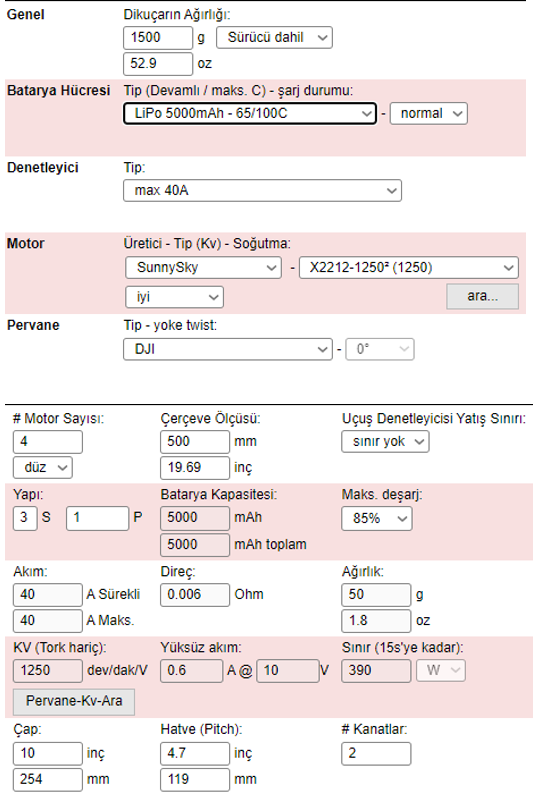 Genel Dikuçarın Ağırlığı:
1500 g Sürücü dahil
52.9 oz
Batarya Hücresi Tip (Devamlı / maks. C) - şarj durumu:
LiPo 5000mAh - 65/100C - normal
Denetleyici Tip:
max 40A
Motor Üretici - Tip (Kv) - Soğutma:
SunnySky - X2212-1250² (1250)
iyi ara...
Pervane Tip - yoke twist:
DJI - 0°
# Motor Sayısı: Çerçeve Ölçüsü: Uçuş Denetleyicisi Yatış Sınırı:
4 500 mm sınır yok
düz 19.69 inç
Yapı: Batarya Kapasitesi: Maks. deşarj:
3 S 1 P 5000 mAh 85%
5000 mAh toplam
Akım: Direç: Ağırlık:
40 A Sürekli 0.006 Ohm 50 g
40 A Maks. 1.8 oz
KV (Tork hariç): Yüksüz akım: Sınır (15s'ye kadar):
1250 dev/dak/V 0.6 A @ 10 V 390 W
Pervane-Kv-Ara
Çap: Hatve (Pitch): # Kanatlar:
10 inç 4.7 inç 2
254 mm 119 mm